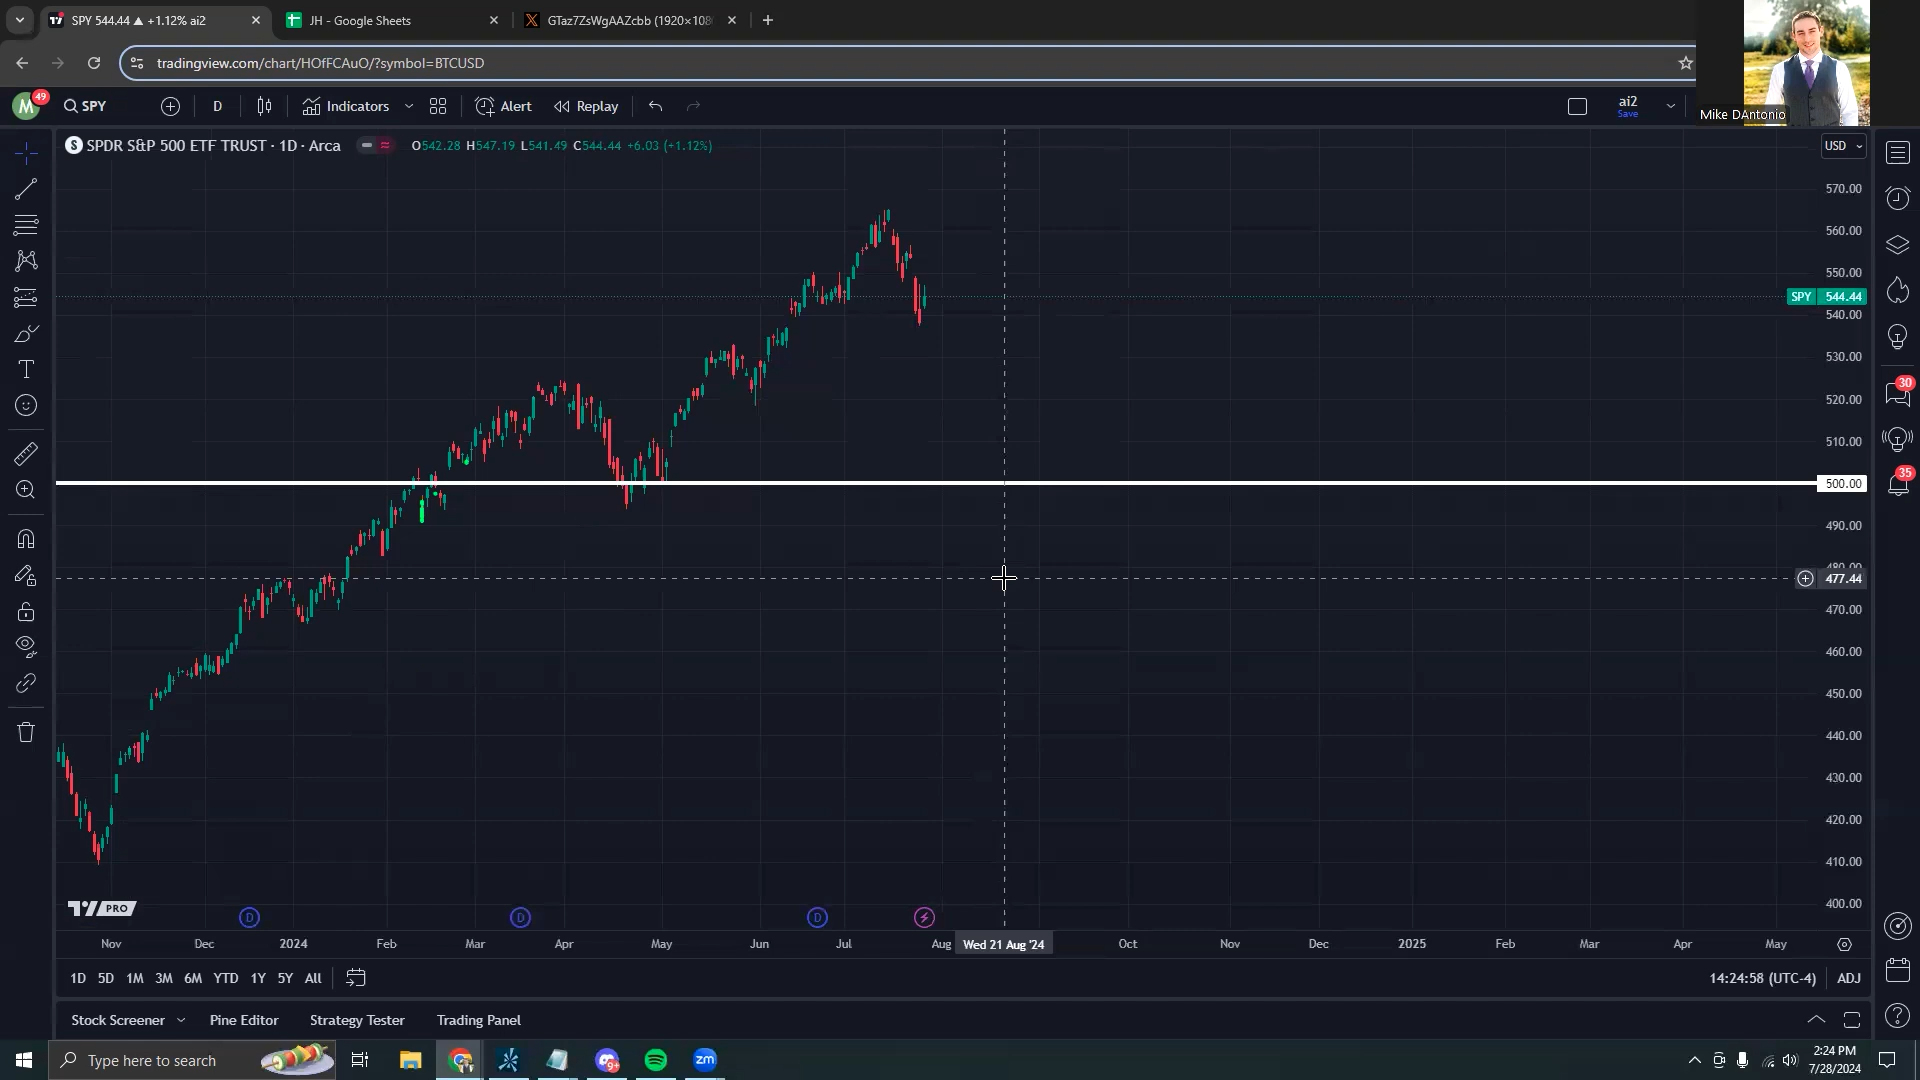 SPY 544.44 ▲ +1.12% ai2
JH - Google Sheets
GTaz7ZsWgAAZcbb (1920×108
tradingview.com/chart/HOfFCAuO/?symbol=BTCUSD
M
49
SPY
D
Indicators
Alert
Replay
ai2
Save
Mike DAntonio
S SPDR S&P 500 ETF TRUST · 1D · Arca
O542.28 H547.19 L541.49 C544.44 +6.03 (+1.12%)
USD
570.00
560.00
550.00
SPY 544.44
540.00
530.00
520.00
510.00
500.00
490.00
477.44
470.00
460.00
450.00
440.00
430.00
420.00
410.00
400.00
30
35
PRO
D
D
D
Nov
Dec
2024
Feb
Mar
Apr
May
Jun
Jul
Aug
Wed 21 Aug '24
Oct
Nov
Dec
2025
Feb
Mar
Apr
May
1D 5D 1M 3M 6M YTD 1Y 5Y All
14:24:58 (UTC-4)
ADJ
Stock Screener
Pine Editor
Strategy Tester
Trading Panel
Type here to search
zm
2:24 PM
7/28/2024